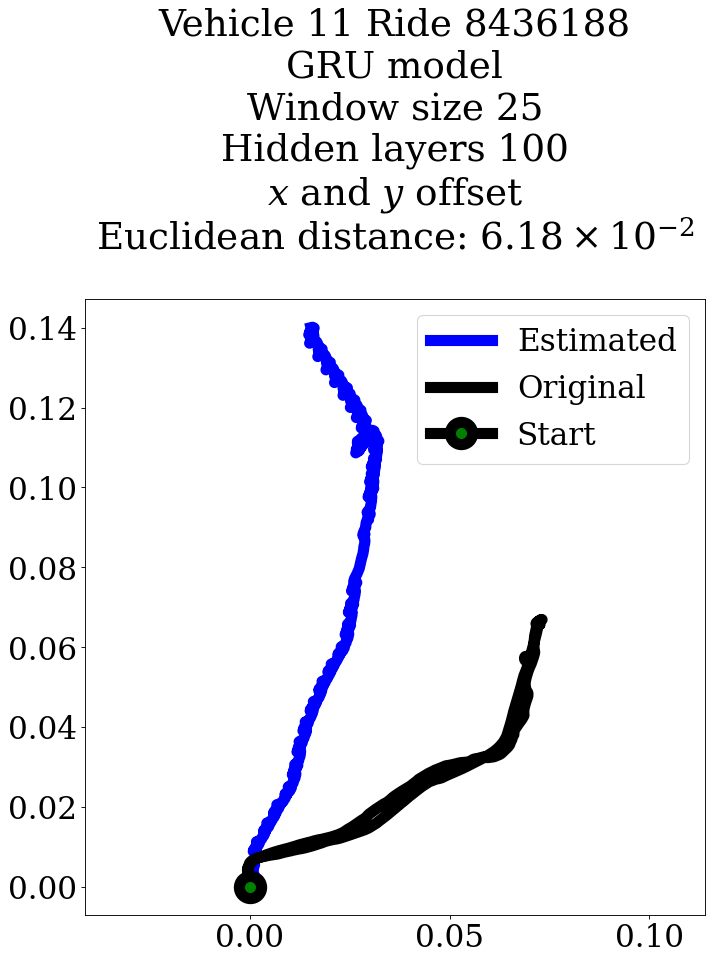 Vehicle 11 Ride 8436188
GRU model
Window size 25
Hidden layers 100
x and y offset
Euclidean distance: 6.18 × 10⁻²
Estimated
Original
Start
0.14
0.12
0.10
0.08
0.06
0.04
0.02
0.00
0.00 0.05 0.10